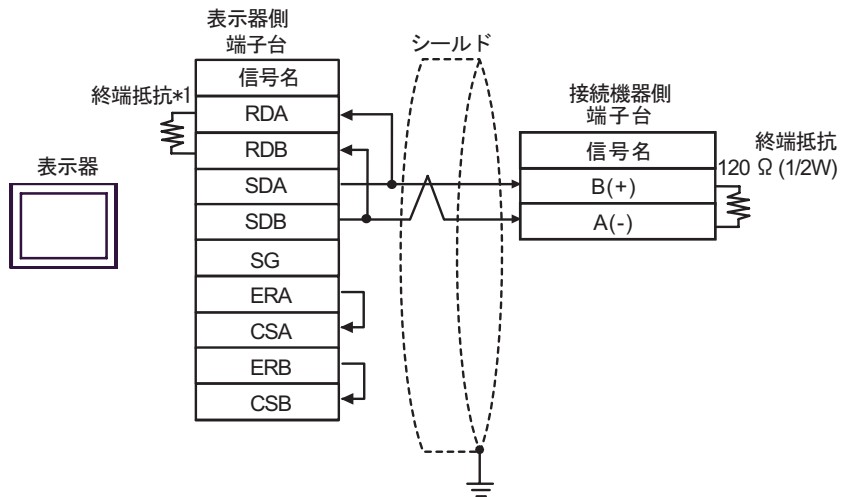 表示器側
端子台
シールド
信号名
終端抵抗*1
RDA
RDB
表示器
SDA
SDB
SG
ERA
CSA
ERB
CSB
接続機器側
端子台
信号名
終端抵抗
120 Ω (1/2W)
B(+)
A(-)